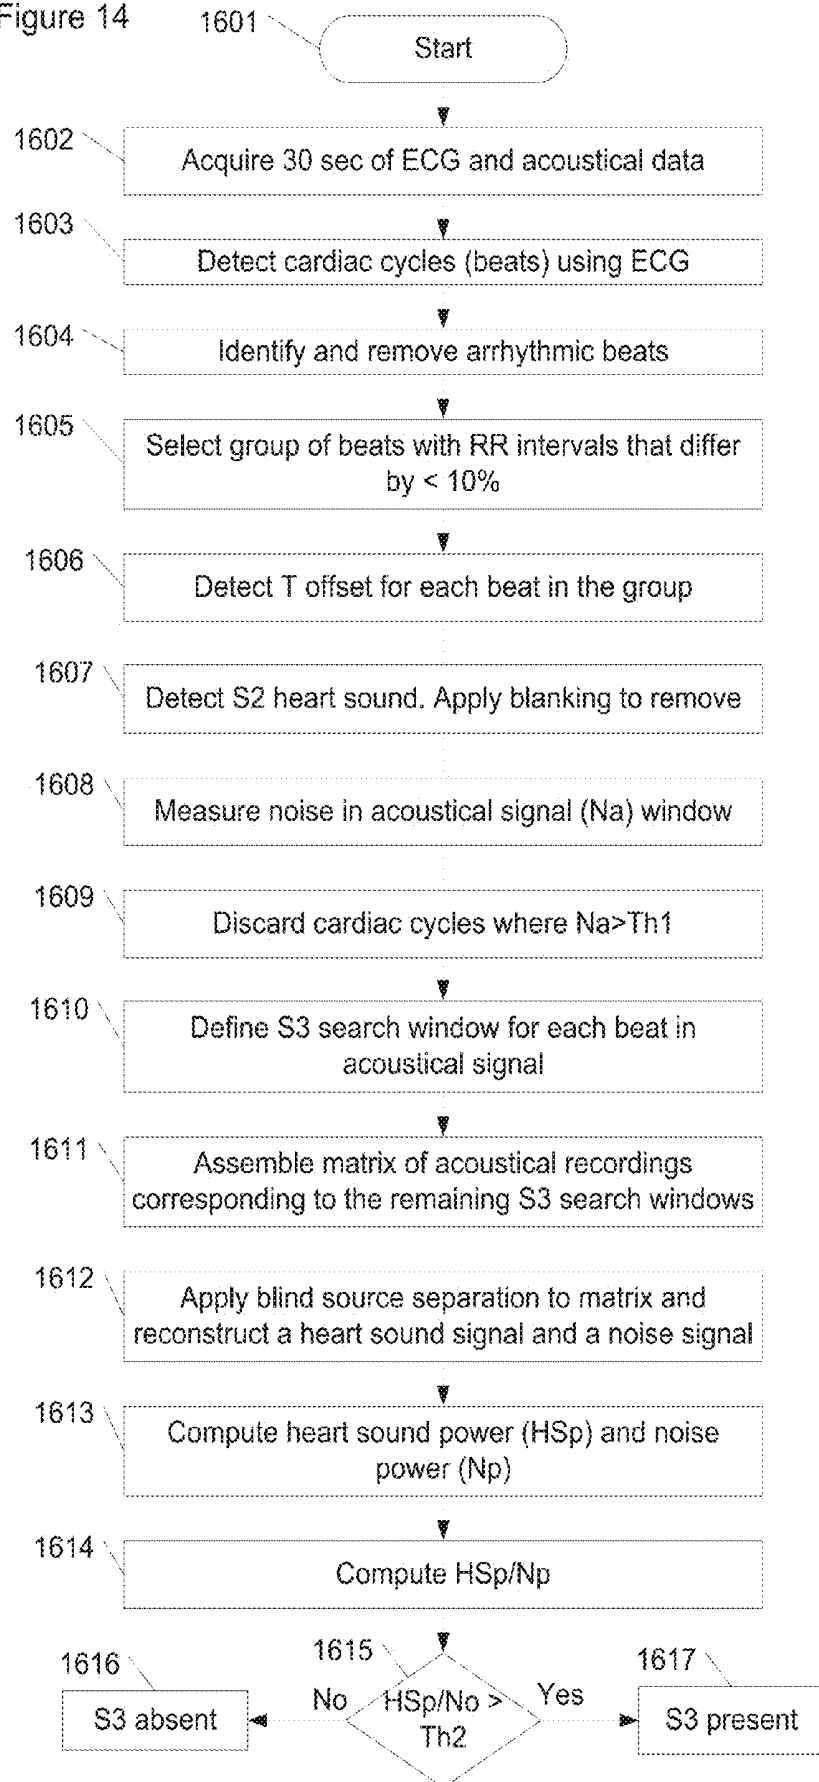 Figure 14
1601
Start
1602
Acquire 30 sec of ECG and acoustical data
1603
Detect cardiac cycles (beats) using ECG
1604
Identify and remove arrhythmic beats
1605
Select group of beats with RR intervals that differ
by < 10%
1606
Detect T offset for each beat in the group
1607
Detect S2 heart sound. Apply blanking to remove
1608
Measure noise in acoustical signal (Na) window
1609
Discard cardiac cycles where Na>Th1
1610
Define S3 search window for each beat in
acoustical signal
1611
Assemble matrix of acoustical recordings
corresponding to the remaining S3 search windows
1612
Apply blind source separation to matrix and
reconstruct a heart sound signal and a noise signal
1613
Compute heart sound power (HSp) and noise
power (Np)
1614
Compute HSp/Np
1615
HSp/No >
Th2
No
1616
S3 absent
Yes
1617
S3 present